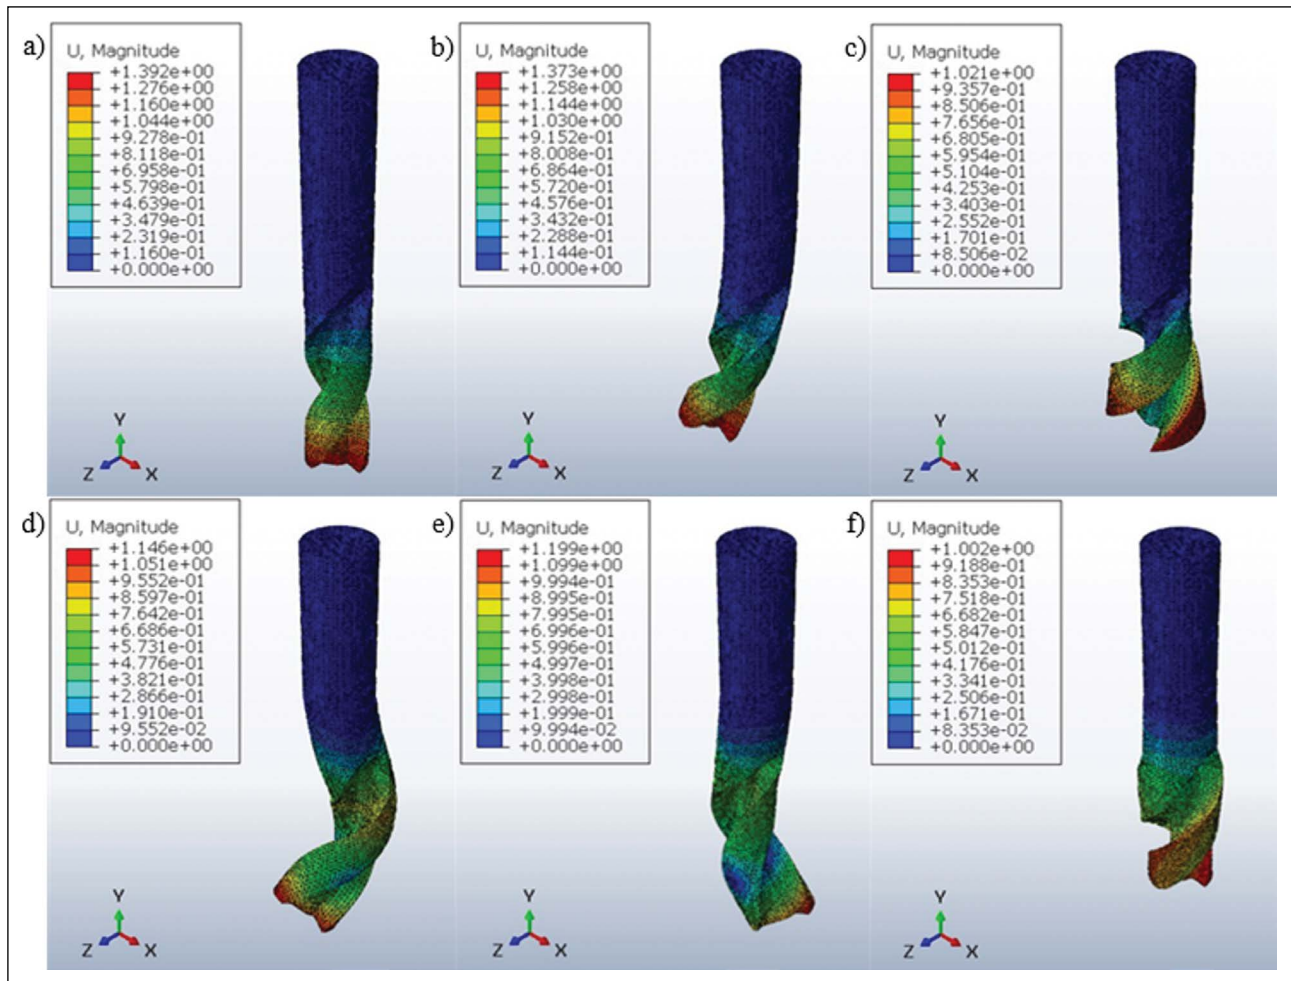 a)
U, Magnitude
+1.392e+00
+1.276e+00
+1.160e+00
+1.044e+00
+9.278e-01
+8.118e-01
+6.958e-01
+5.798e-01
+4.639e-01
+3.479e-01
+2.319e-01
+1.160e-01
+0.000e+00
Y
Z
X
b)
U, Magnitude
+1.373e+00
+1.258e+00
+1.144e+00
+1.030e+00
+9.152e-01
+8.008e-01
+6.864e-01
+5.720e-01
+4.576e-01
+3.432e-01
+2.288e-01
+1.144e-01
+0.000e+00
Y
Z
X
c)
U, Magnitude
+1.021e+00
+9.357e-01
+8.506e-01
+7.656e-01
+6.805e-01
+5.954e-01
+5.104e-01
+4.253e-01
+3.403e-01
+2.552e-01
+1.701e-01
+8.506e-02
+0.000e+00
Y
Z
X
d)
U, Magnitude
+1.146e+00
+1.051e+00
+9.552e-01
+8.597e-01
+7.642e-01
+6.686e-01
+5.731e-01
+4.776e-01
+3.821e-01
+2.866e-01
+1.910e-01
+9.552e-02
+0.000e+00
Y
Z
X
e)
U, Magnitude
+1.199e+00
+1.099e+00
+9.994e-01
+8.995e-01
+7.995e-01
+6.996e-01
+5.996e-01
+4.997e-01
+3.998e-01
+2.998e-01
+1.999e-01
+9.994e-02
+0.000e+00
Y
Z
X
f)
U, Magnitude
+1.002e+00
+9.188e-01
+8.353e-01
+7.518e-01
+6.682e-01
+5.847e-01
+5.012e-01
+4.176e-01
+3.341e-01
+2.506e-01
+1.671e-01
+8.353e-02
+0.000e+00
Y
Z
X